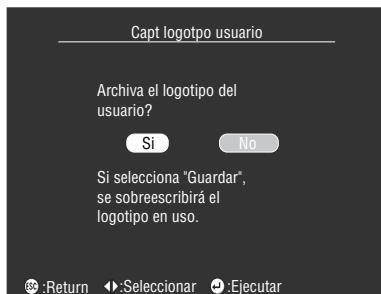 Capt logotpo usuario
Archiva el logotipo del
usuario?
Si No
Si selecciona "Guardar",
se sobreescribirá el
logotipo en uso.
ESC :Return :Seleccionar :Ejecutar